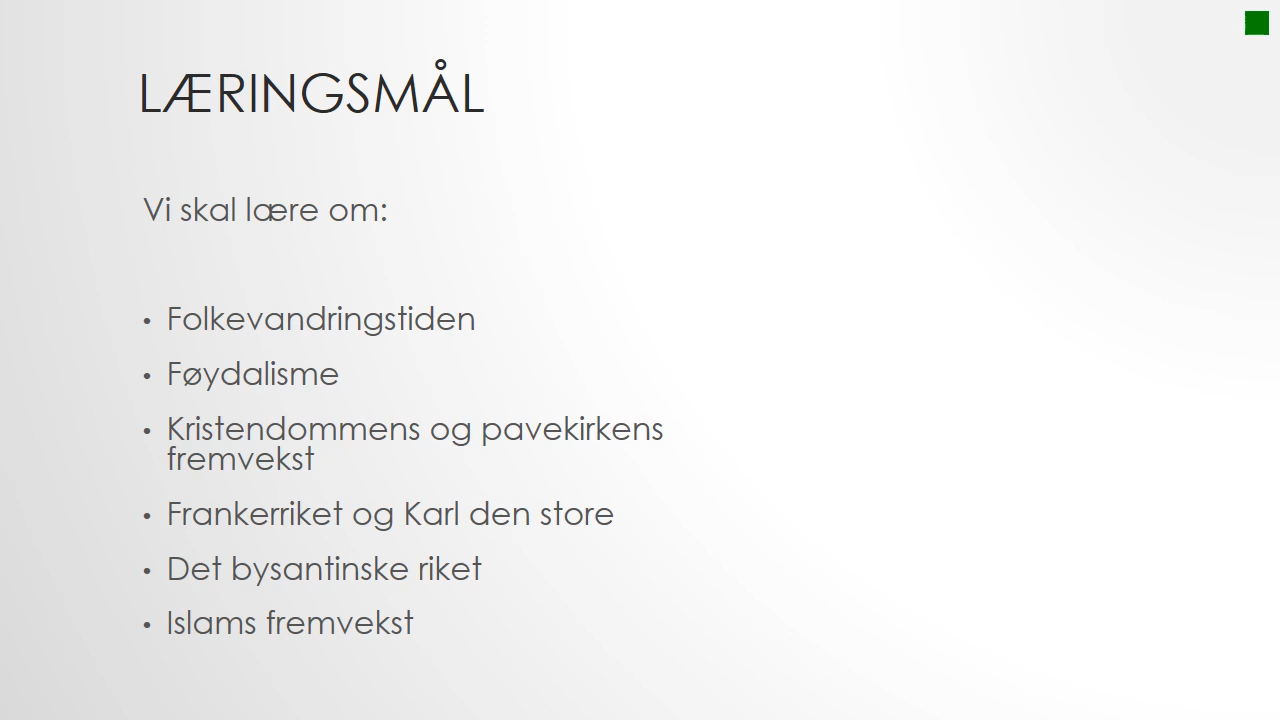 LÆRINGSMÅL
Vi skal lære om:
• Folkevandringstiden
• Føydalisme
• Kristendommens og pavekirkens
fremvekst
• Frankerriket og Karl den store
• Det bysantinske riket
• Islams fremvekst